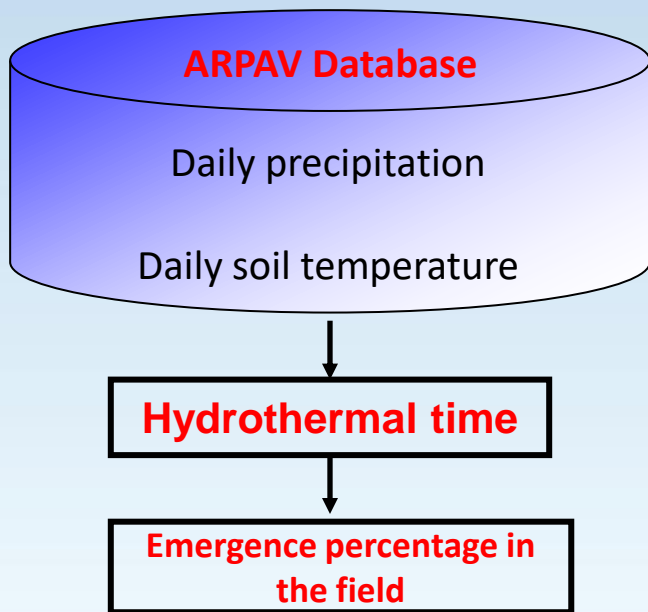 ARPAV Database
Daily precipitation
Daily soil temperature
Hydrothermal time
Emergence percentage in
the field